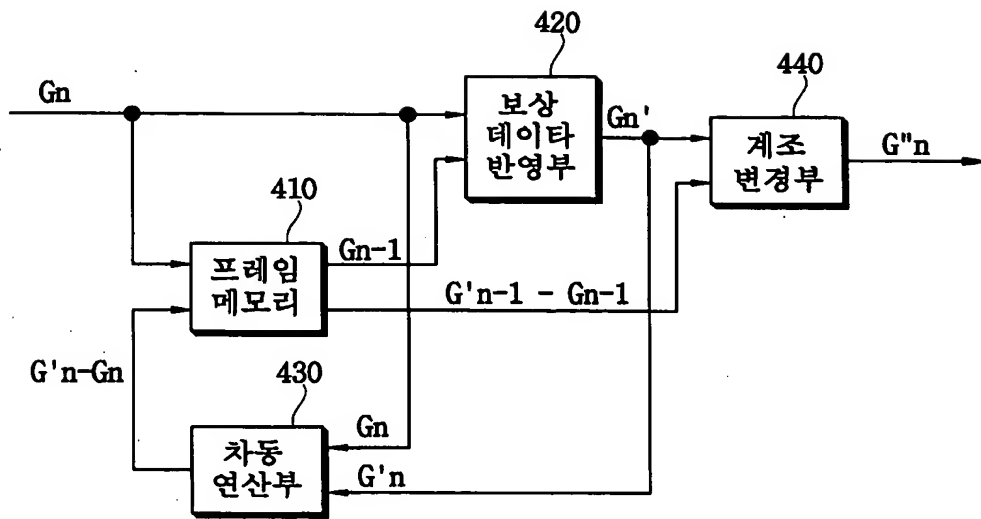 420
440
Gn
보상
데이타
반영부
Gn'
계조
변경부
G"n
410
프레임
메모리
Gn-1
G'n-1 - Gn-1
G'n-Gn
430
차동
연산부
Gn
G'n